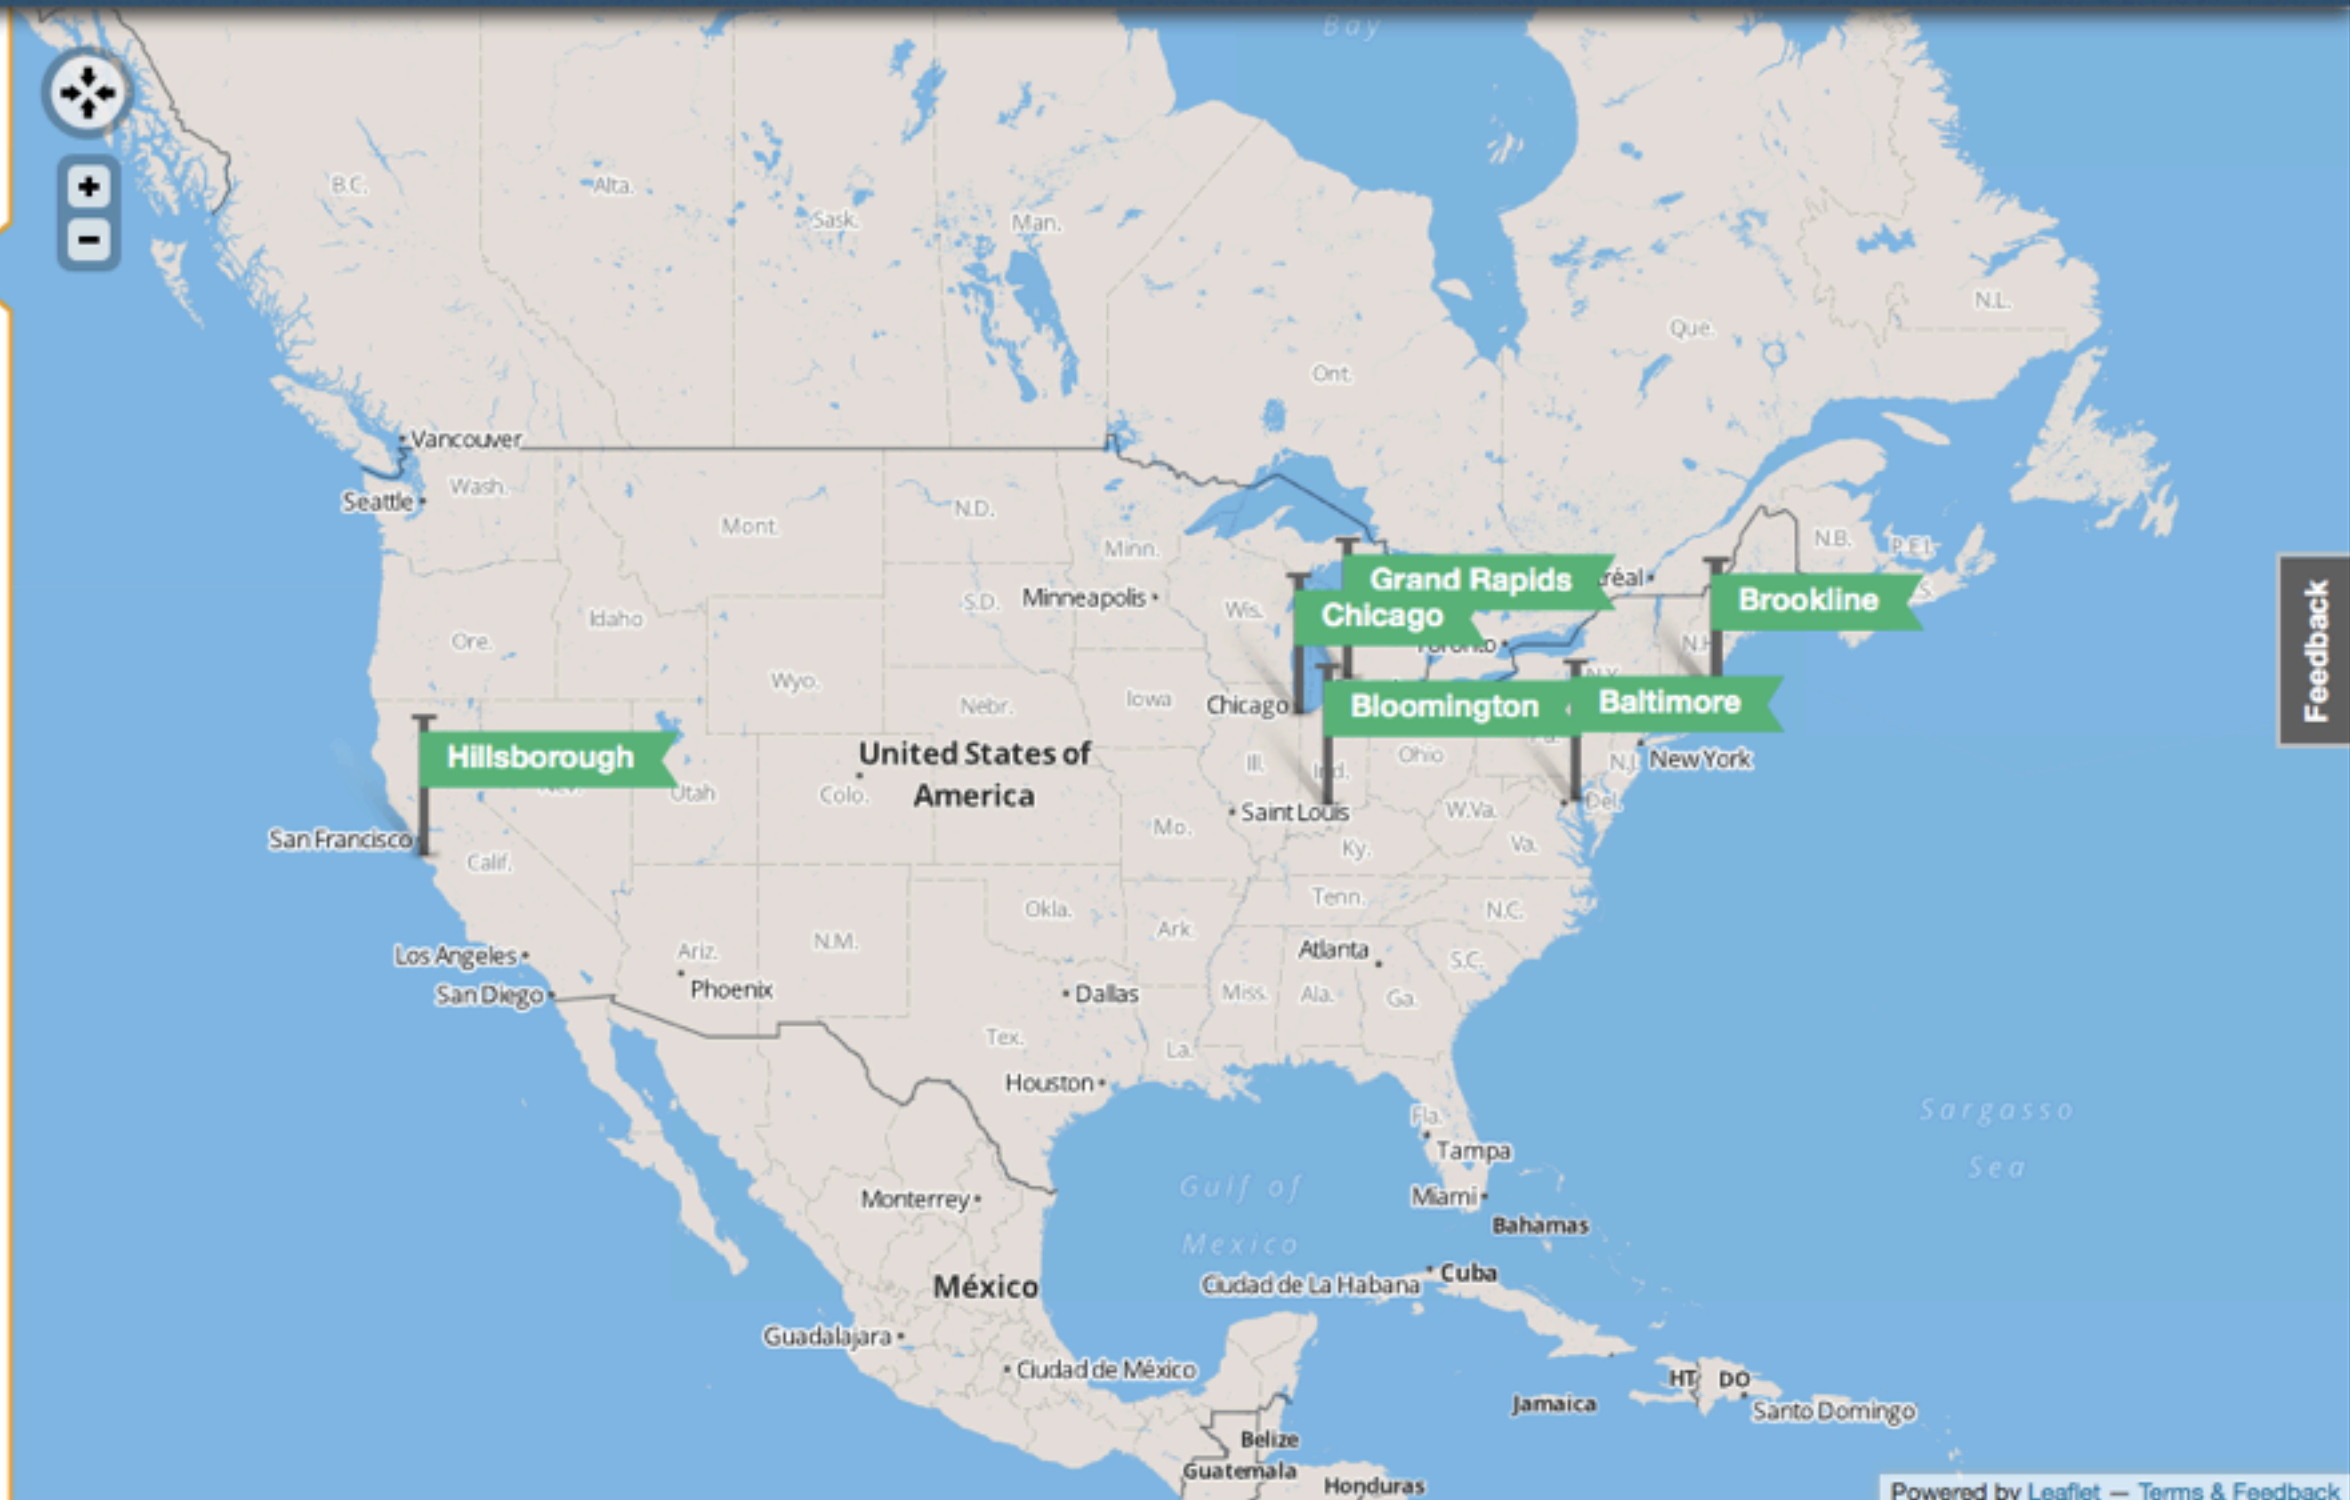 Bay
B.C.
Alta.
Sask.
Man.
N.L.
Que.
Ont.
Vancouver
Wash.
Seattle
Mont.
N.D.
Minn.
N.B.
P.E.I.
Grand Rapids
réal
Brookline
S.
Chicago
Minneapolis
S.D.
Wis.
Idaho
Ore.
Toronto
N.H
Feedback
Wyo.
Nebr.
Iowa
Chicago
Bloomington
Baltimore
N.Y.
Hillsborough
United States of
America
Ill.
Ind.
Ohio
Pa.
N.J.
New York
Nev.
Utah
Colo.
Saint Louis
W.Va.
Del.
San Francisco
Calif.
Mo.
Ky.
Va.
Okla.
Tenn.
N.C.
Ark.
N.M.
Ariz.
Los Angeles
Atlanta
S.C.
San Diego
Phoenix
Dallas
Miss.
Ala.
Ga.
Tex.
La.
Houston
Fla.
Tampa
Sargasso
Sea
Monterrey
Gulf of
Mexico
Miami
Bahamas
México
Ciudad de La Habana
Cuba
Guadalajara
Ciudad de México
HT
DO
Jamaica
Santo Domingo
Belize
Guatemala
Honduras
Powered by Leaflet — Terms & Feedback